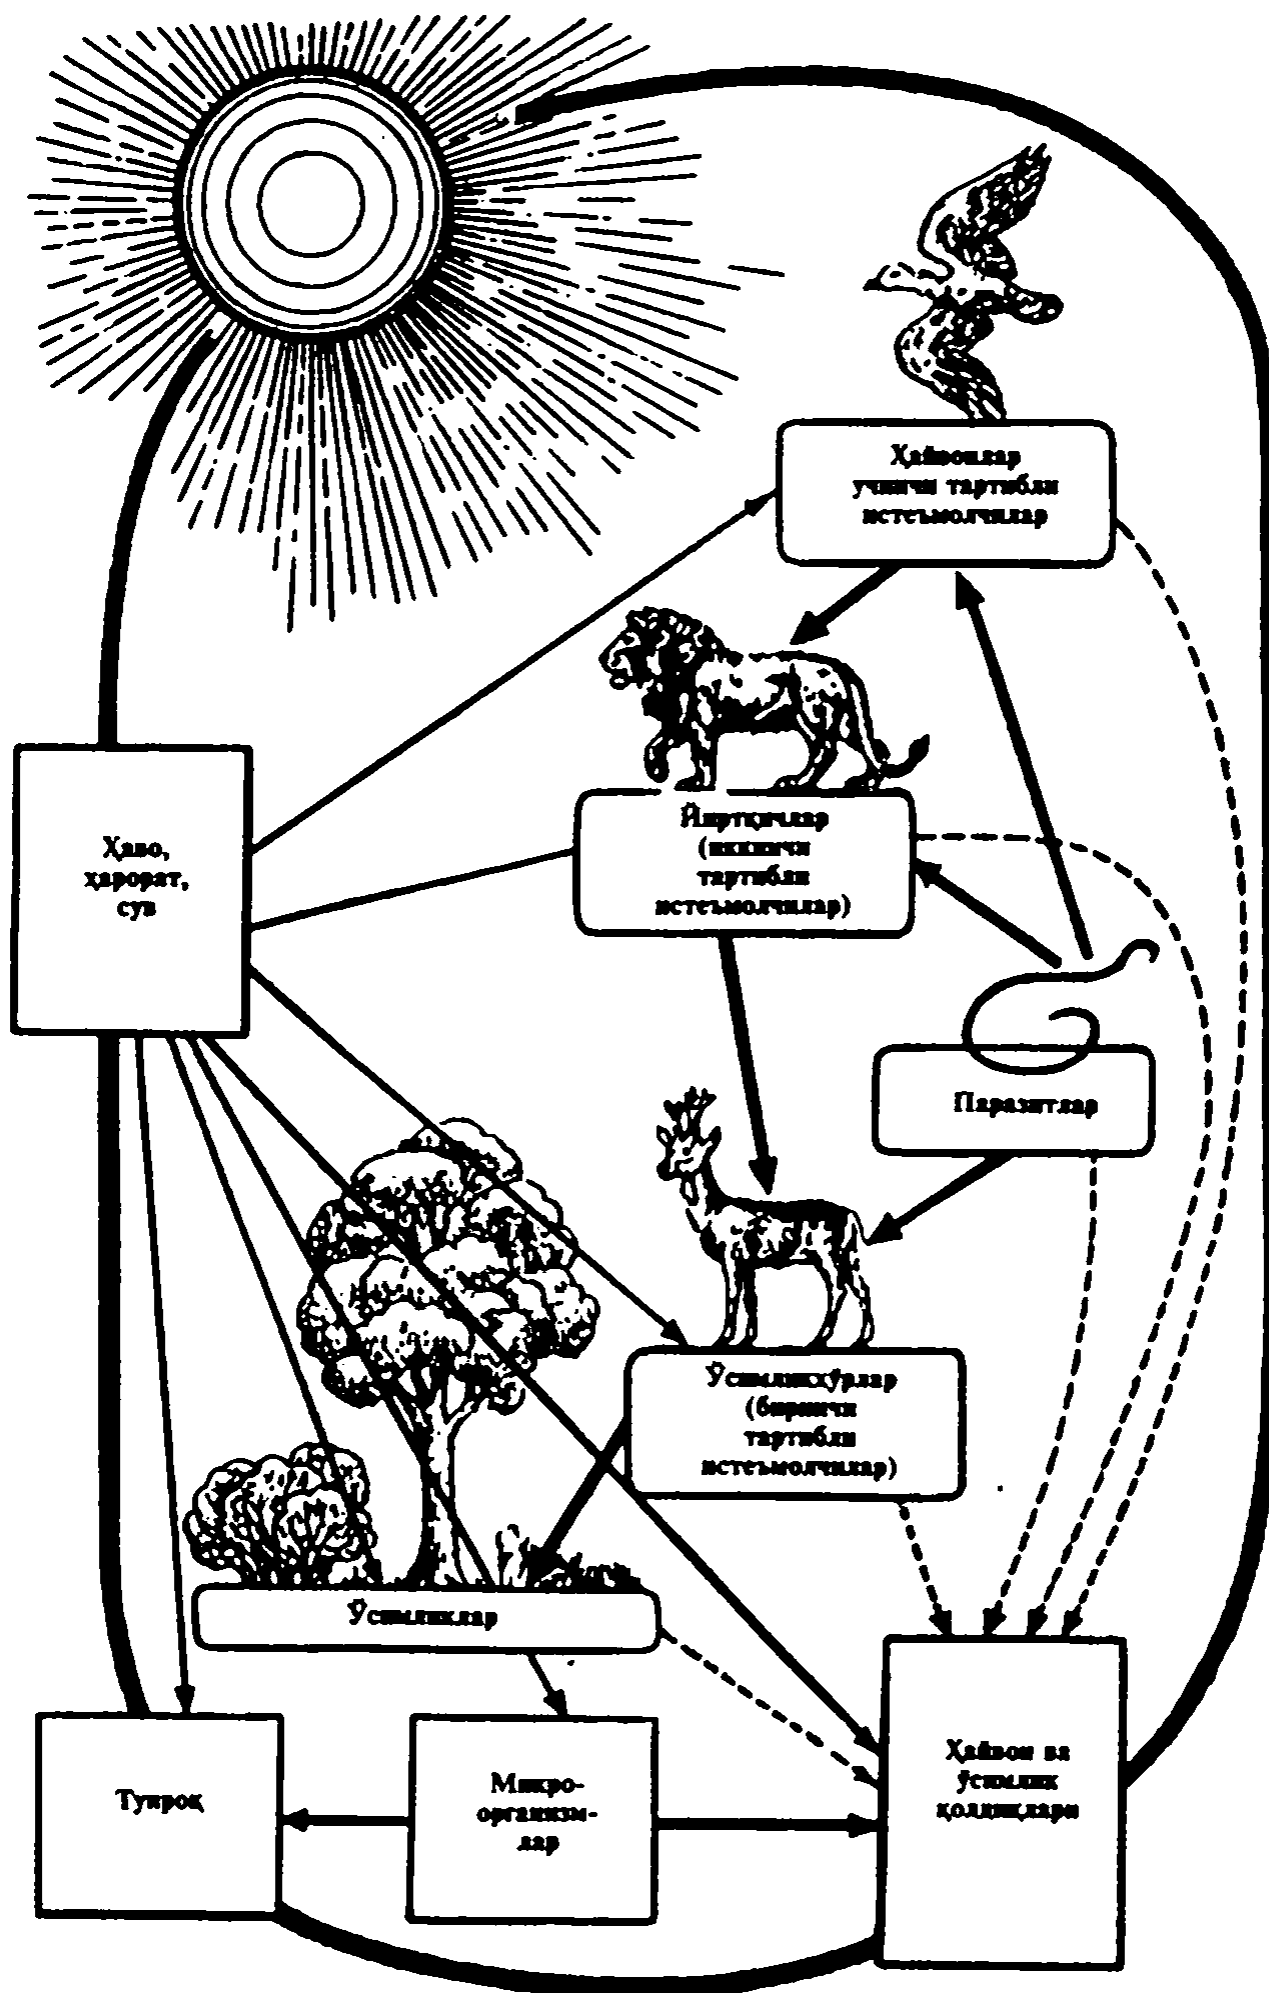 Ҳайвонлар
учинчи тартибли
истеъмолчилар
Йиртқичлар
(иккинчи
тартибли
истеъмолчилар)
Ҳаво,
ҳарорат,
сув
Паразитлар
Ўсимликхўрлар
(биринчи
тартибли
истеъмолчилар)
Ўсимликлар
Тупроқ
Микро-
организм-
лар
Ҳайвон ва
ўсимлик
қолдиқлари